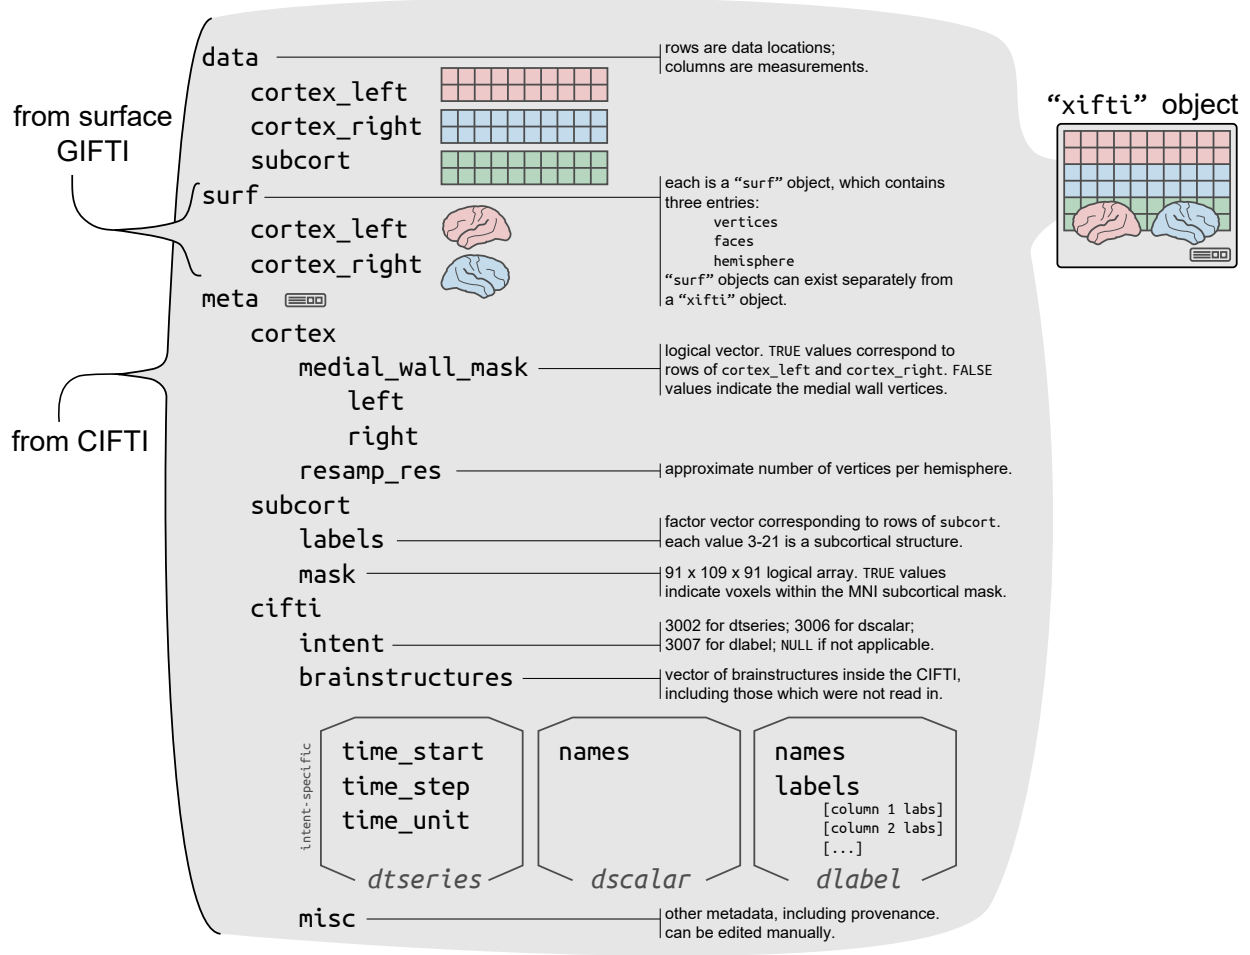 data
rows are data locations;
columns are measurements.
cortex_left
cortex_right
subcort
from surface
GIFTI
"xifti" object
surf
each is a "surf" object, which contains
three entries:
vertices
faces
hemisphere
"surf" objects can exist separately from
a "xifti" object.
cortex_left
cortex_right
meta
cortex
medial_wall_mask
logical vector. TRUE values correspond to
rows of cortex_left and cortex_right. FALSE
values indicate the medial wall vertices.
left
right
from CIFTI
resamp_res
approximate number of vertices per hemisphere.
subcort
labels
factor vector corresponding to rows of subcort.
each value 3-21 is a subcortical structure.
mask
91 x 109 x 91 logical array. TRUE values
indicate voxels within the MNI subcortical mask.
cifti
intent
3002 for dtseries; 3006 for dscalar;
3007 for dlabel; NULL if not applicable.
brainstructures
vector of brainstructures inside the CIFTI,
including those which were not read in.
intent-specific
time_start
time_step
time_unit
dtseries
names
dscalar
names
labels
[column 1 labs]
[column 2 labs]
[...]
dlabel
misc
other metadata, including provenance.
can be edited manually.